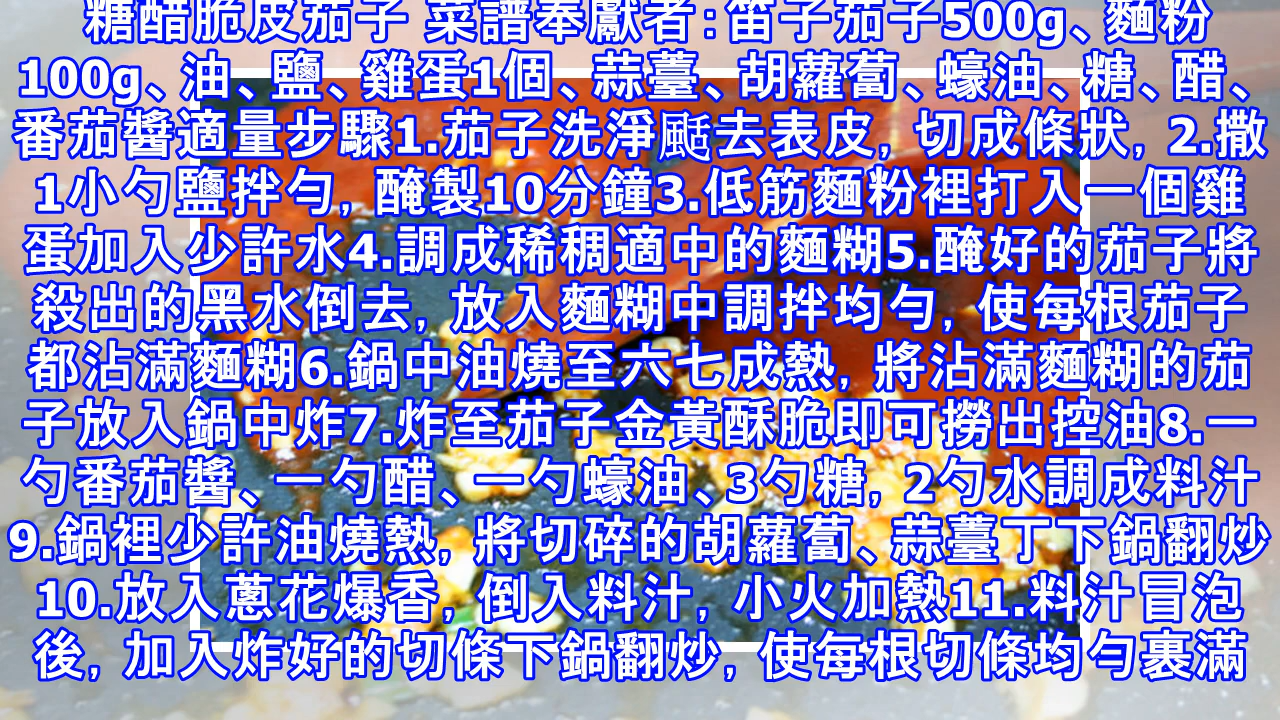 糖醋脆皮茄子 菜譜奉獻者:笛子茄子500g、麵粉
100g、油、鹽、雞蛋1個、蒜薹、胡蘿蔔、蠔油、糖、醋、
番茄醬適量步驟1.茄子洗淨颳去表皮, 切成條狀, 2.撒
1小勺鹽拌勻, 醃製10分鐘3.低筋麵粉裡打入一個雞
蛋加入少許水4.調成稀稠適中的麵糊5.醃好的茄子將
殺出的黑水倒去, 放入麵糊中調拌均勻, 使每根茄子
都沾滿麵糊6.鍋中油燒至六七成熱, 將沾滿麵糊的茄
子放入鍋中炸7.炸至茄子金黃酥脆即可撈出控油8.一
勺番茄醬、一勺醋、一勺蠔油、3勺糖, 2勺水調成料汁
9.鍋裡少許油燒熱, 將切碎的胡蘿蔔、蒜薹丁下鍋翻炒
10.放入蔥花爆香, 倒入料汁, 小火加熱11.料汁冒泡
後, 加入炸好的切條下鍋翻炒, 使每根切條均勻裹滿